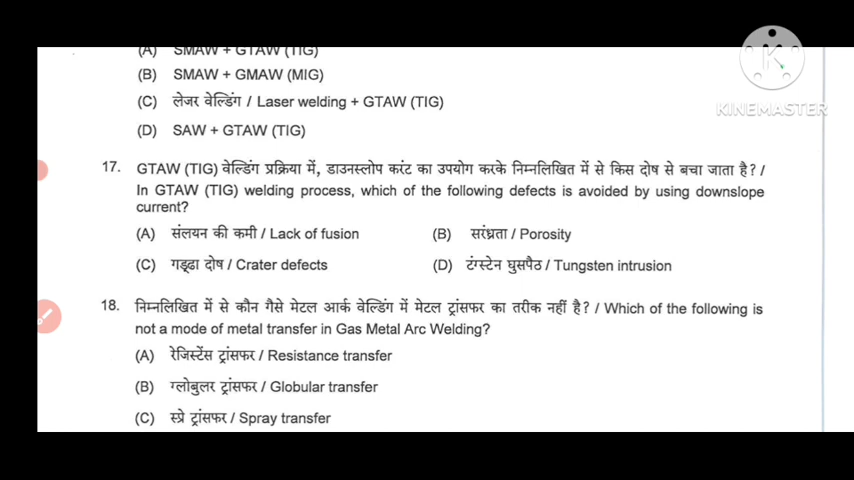 (A) SMAW + GTAW (TIG)
KINEMASTER
(B) SMAW + GMAW (MIG)
(C) लेजर वेल्डिंग / Laser welding + GTAW (TIG)
(D) SAW + GTAW (TIG)
17. GTAW (TIG) वेल्डिंग प्रक्रिया में, डाउनस्लोप करंट का उपयोग करके निम्नलिखित में से किस दोष से बचा जाता है? /
In GTAW (TIG) welding process, which of the following defects is avoided by using downslope
current?
(A) संलयन की कमी / Lack of fusion (B) सरंध्रता / Porosity
(C) गड्ढा दोष / Crater defects (D) टंग्स्टेन घुसपैठ / Tungsten intrusion
18. निम्नलिखित में से कौन गैसे मेटल आर्क वेल्डिंग में मेटल ट्रांसफर का तरीक नहीं है? / Which of the following is
not a mode of metal transfer in Gas Metal Arc Welding?
(A) रेजिस्टेंस ट्रांसफर / Resistance transfer
(B) ग्लोबुलर ट्रांसफर / Globular transfer
(C) स्प्रे ट्रांसफर / Spray transfer